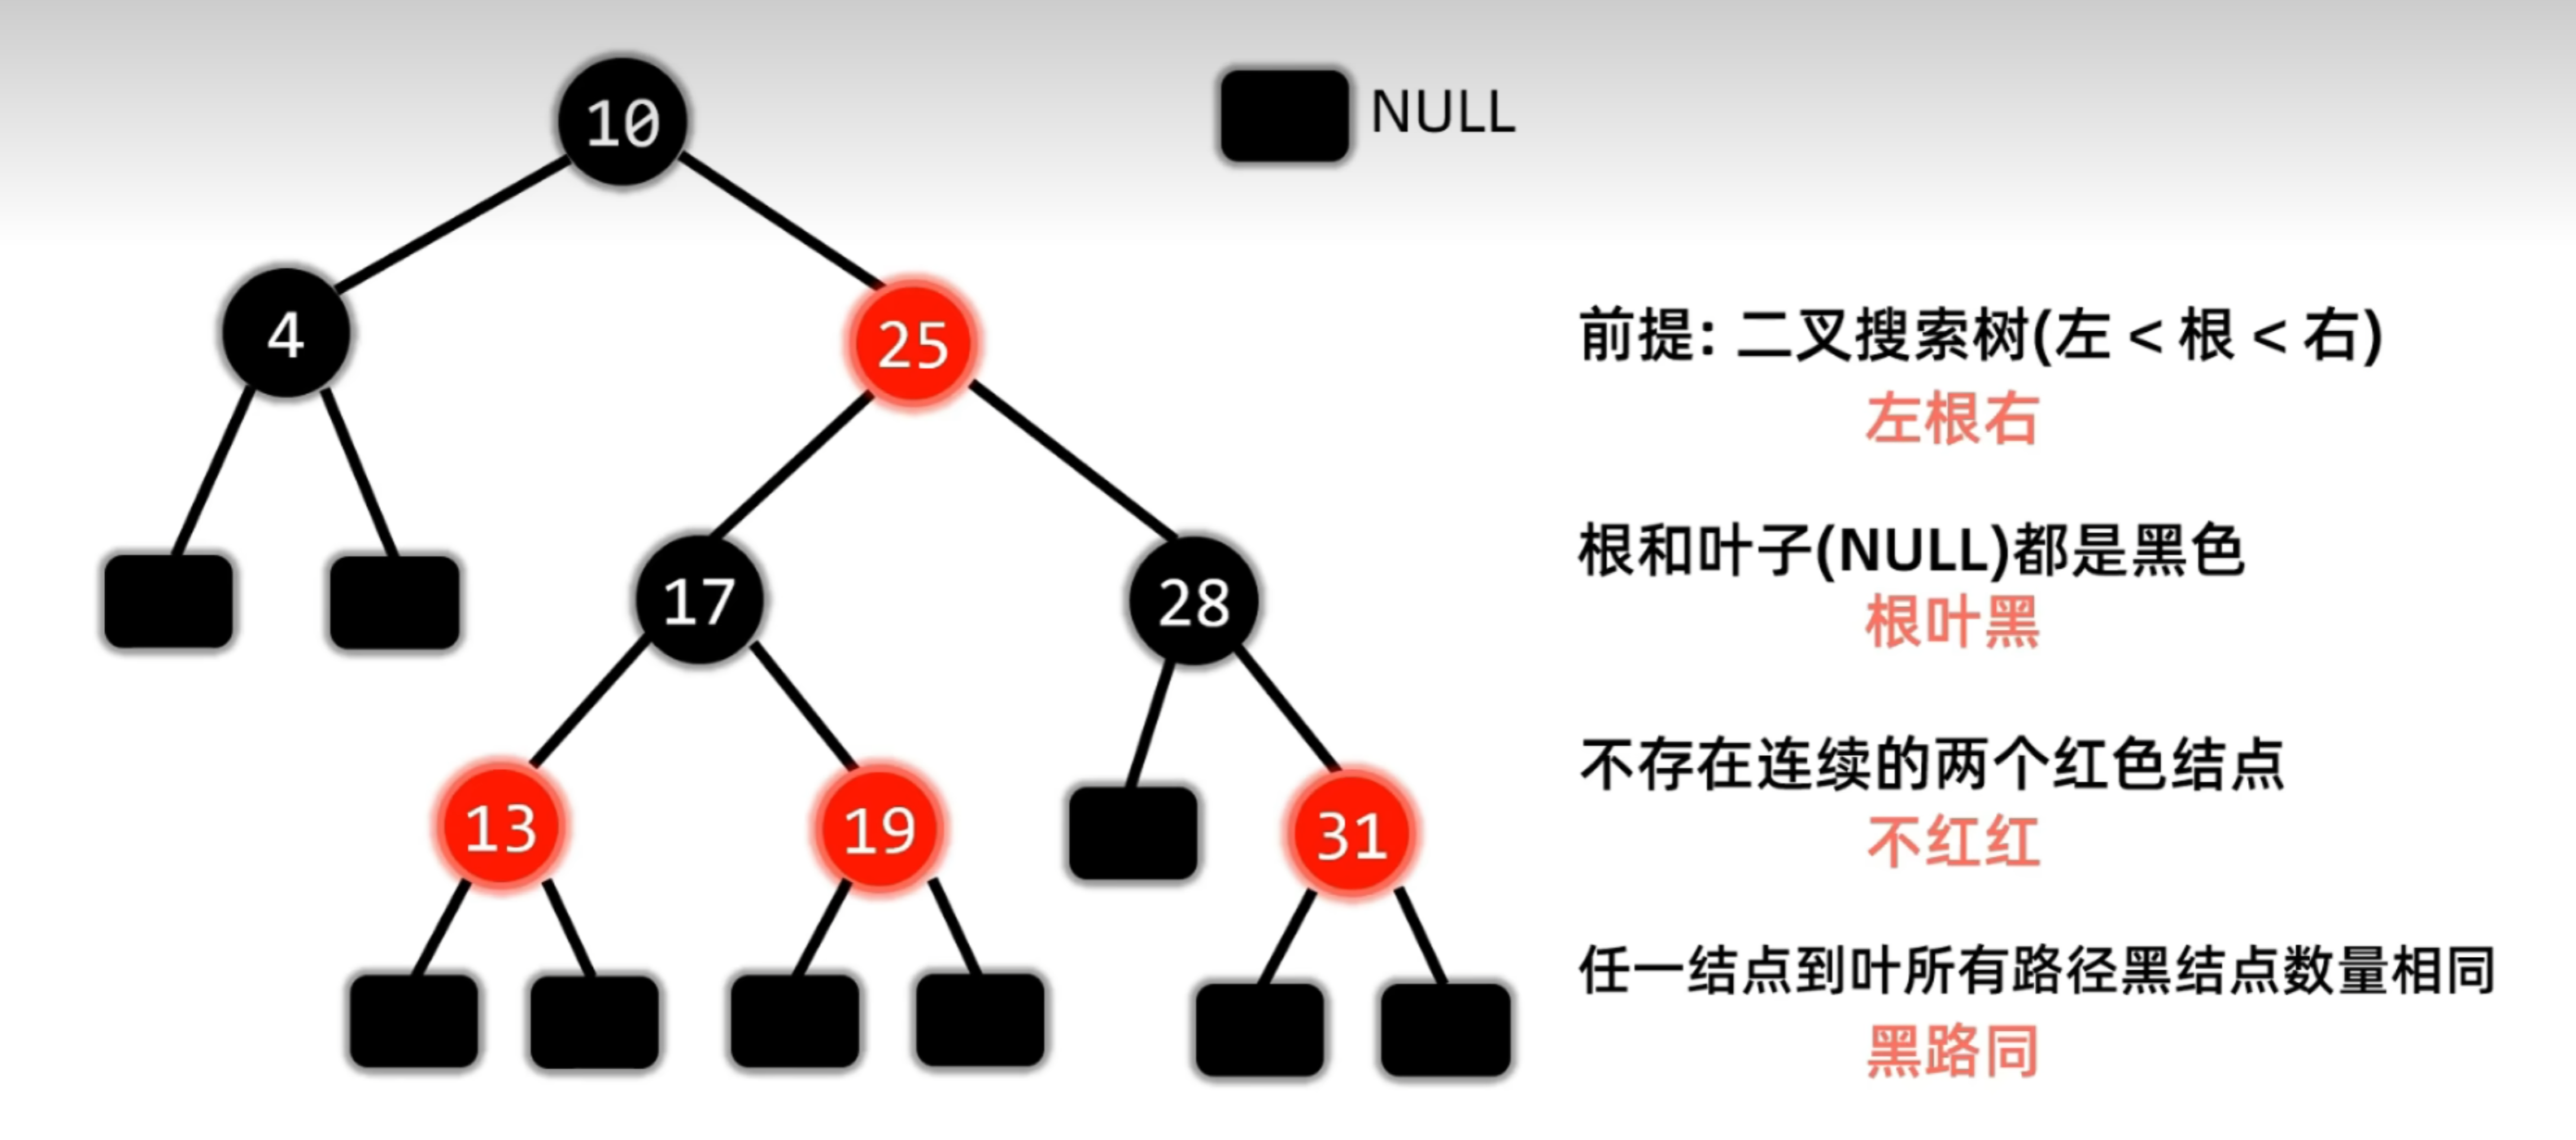 10
NULL
4
25
前提: 二叉搜索树(左 < 根 < 右)
左根右
17
28
根和叶子(NULL)都是黑色
根叶黑
13
19
31
不存在连续的两个红色结点
不红红
任一结点到叶所有路径黑结点数量相同
黑路同